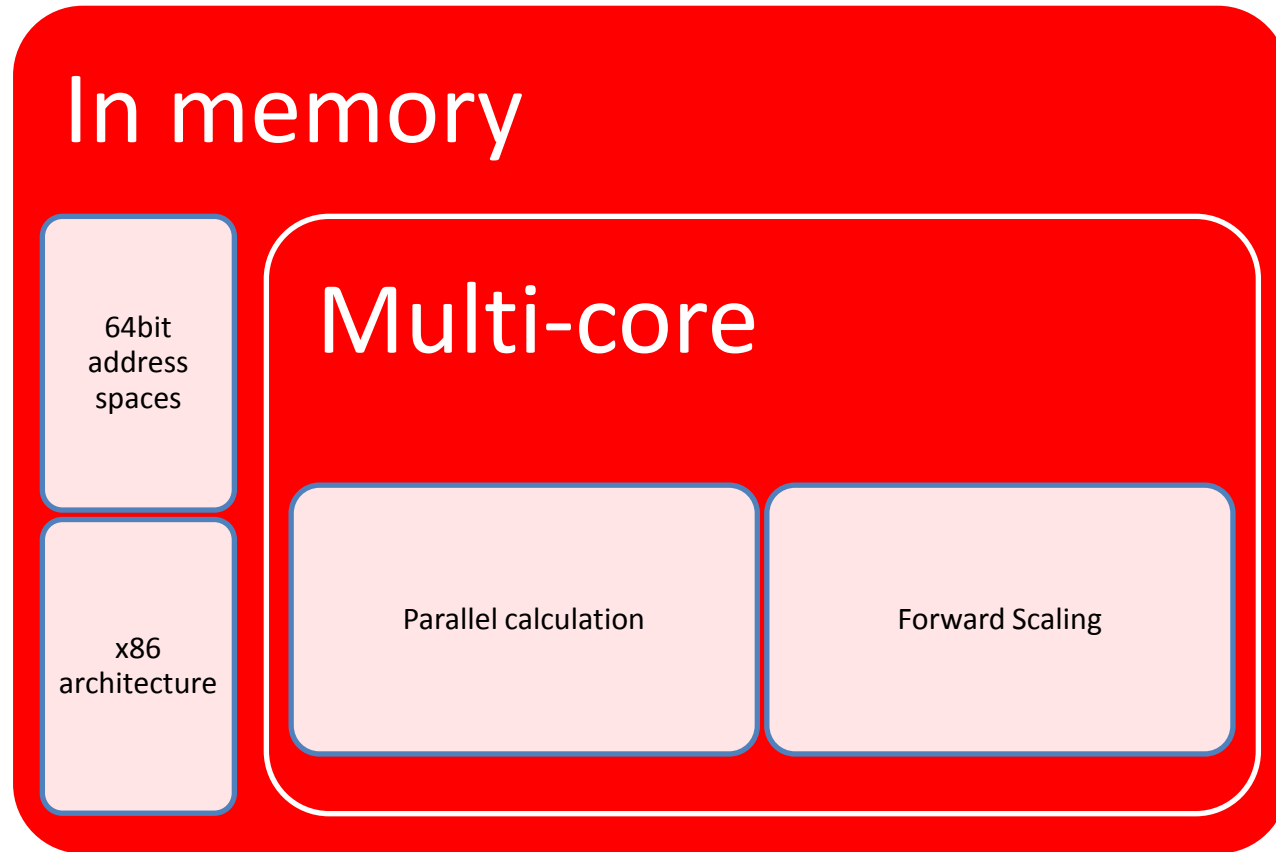 In memory
64bit
address
spaces
x86
architecture
Multi-core
Parallel calculation
Forward Scaling